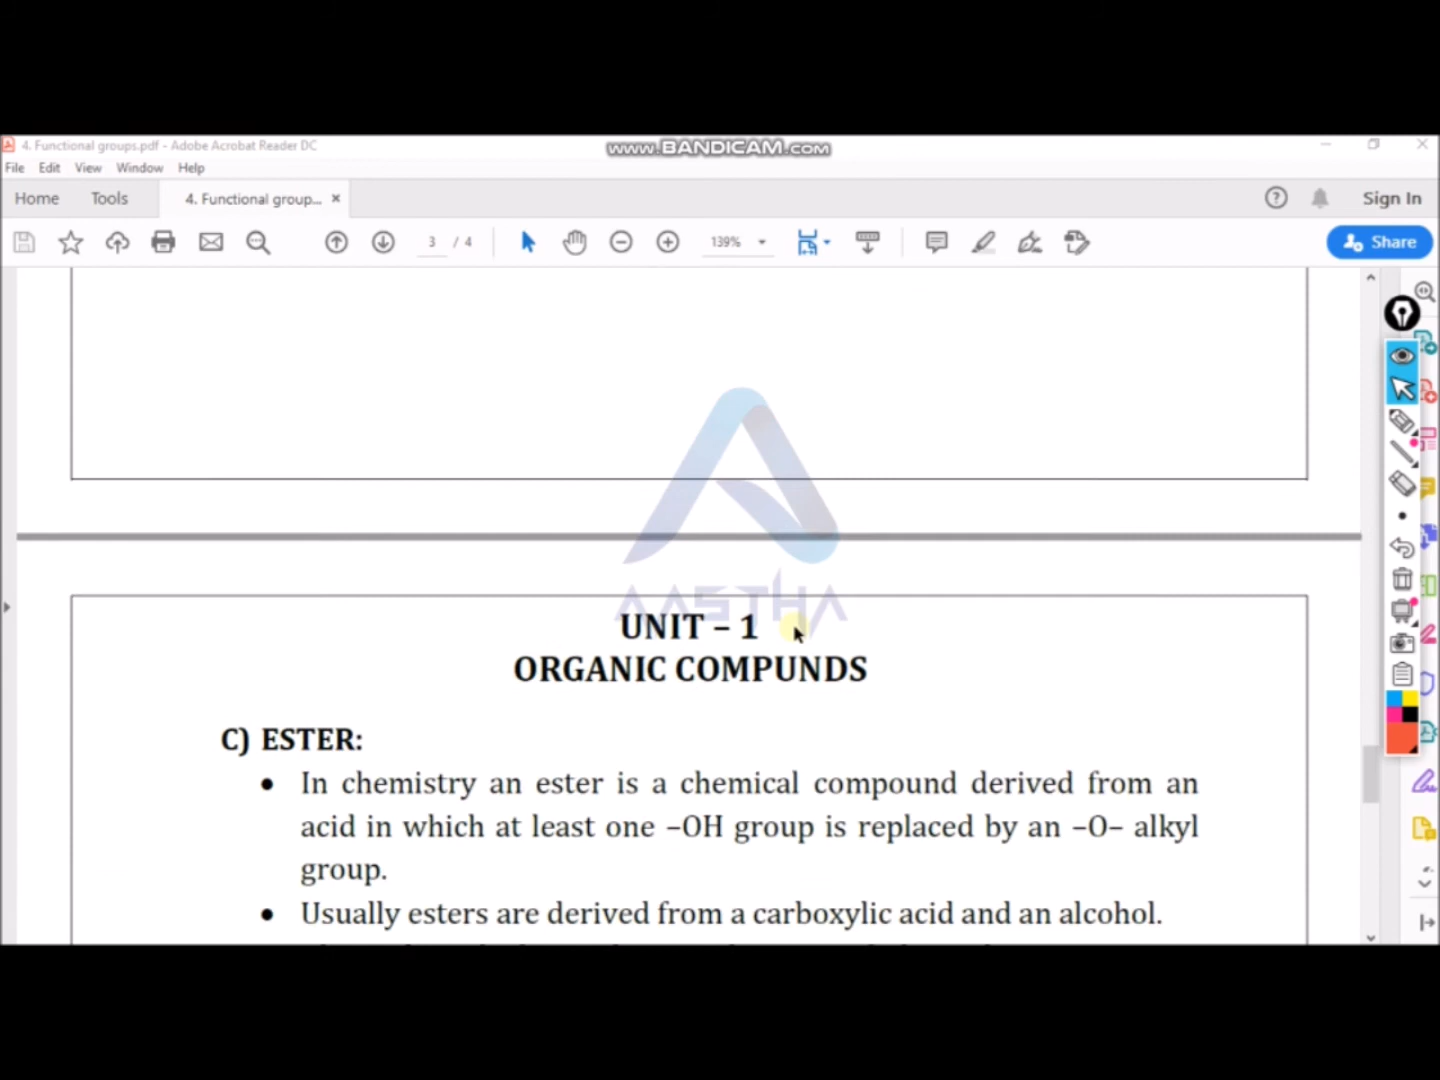 4. Functional groups.pdf - Adobe Acrobat Reader DC
www.BANDICAM.com
File Edit View Window Help
Home Tools 4. Functional group... ×
Sign In
3 / 4
139%
Share
AASTHA
UNIT – 1
ORGANIC COMPUNDS
C) ESTER:
• In chemistry an ester is a chemical compound derived from an
acid in which at least one –OH group is replaced by an –O– alkyl
group.
• Usually esters are derived from a carboxylic acid and an alcohol.